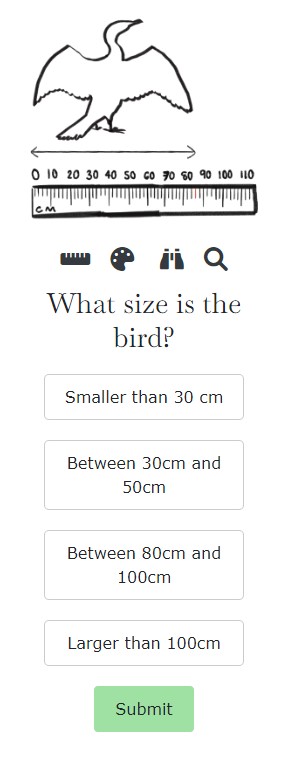 0 10 20 30 40 50 60 70 80 90 100 110
CM
What size is the
bird?
Smaller than 30 cm
Between 30cm and
50cm
Between 80cm and
100cm
Larger than 100cm
Submit